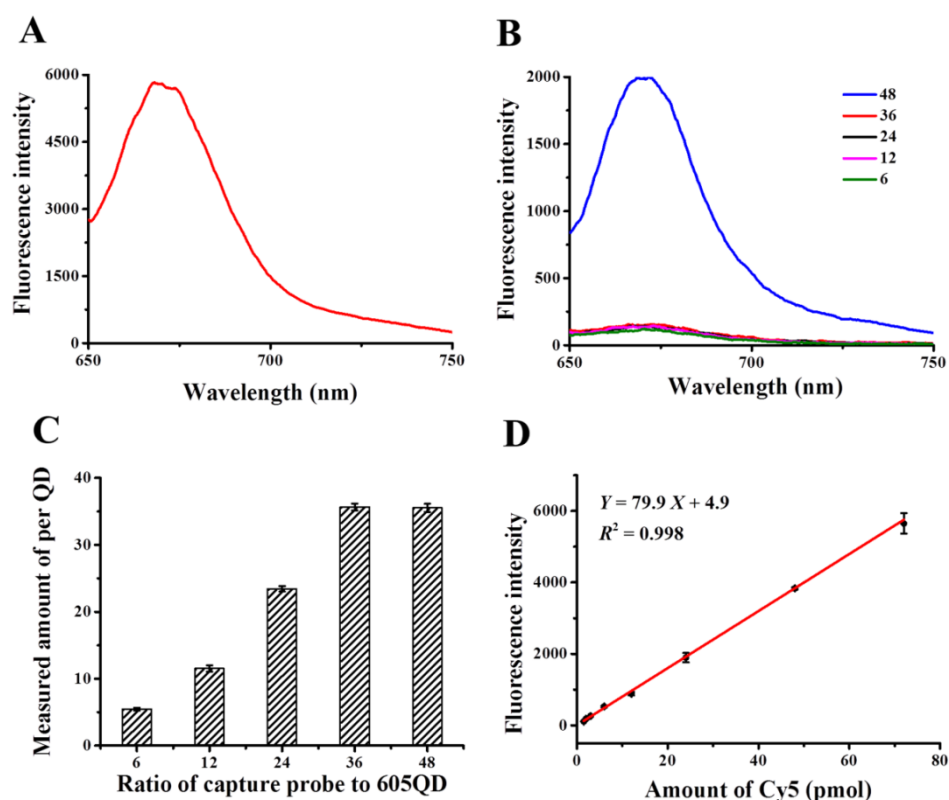 A
Fluorescence intensity
6000
4500
3000
1500
0
650
700
750
Wavelength (nm)
B
Fluorescence intensity
2000
1500
1000
500
0
650
700
750
Wavelength (nm)
48
36
24
12
6
C
Measured amount of per QD
40
30
20
10
0
6
12
24
36
48
Ratio of capture probe to 605QD
D
Fluorescence intensity
6000
4000
2000
0
0
20
40
60
80
Amount of Cy5 (pmol)
Y = 79.9 X + 4.9
R² = 0.998